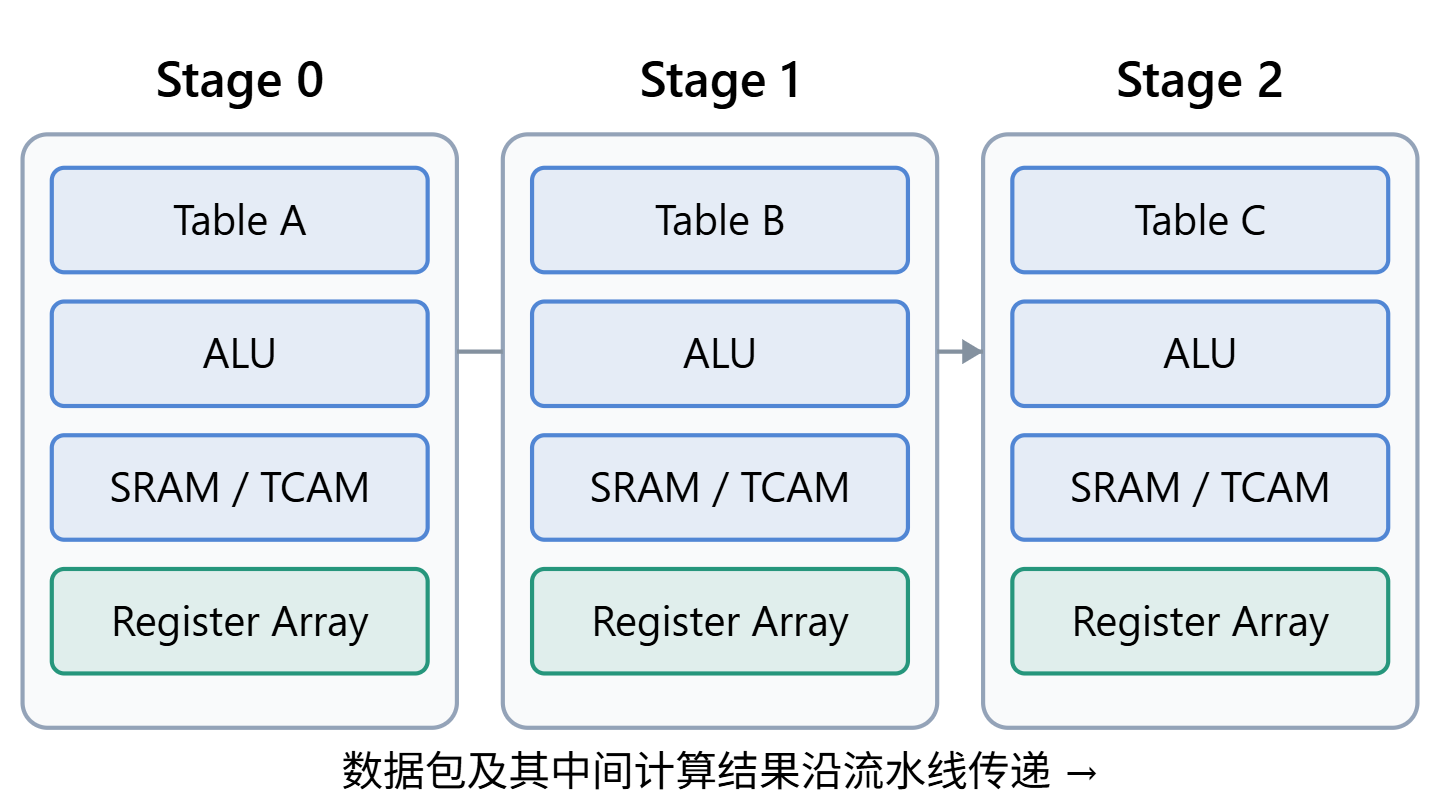 Stage 0
Stage 1
Stage 2
Table A
Table B
Table C
ALU
ALU
ALU
SRAM / TCAM
SRAM / TCAM
SRAM / TCAM
Register Array
Register Array
Register Array
数据包及其中间计算结果沿流水线传递 →